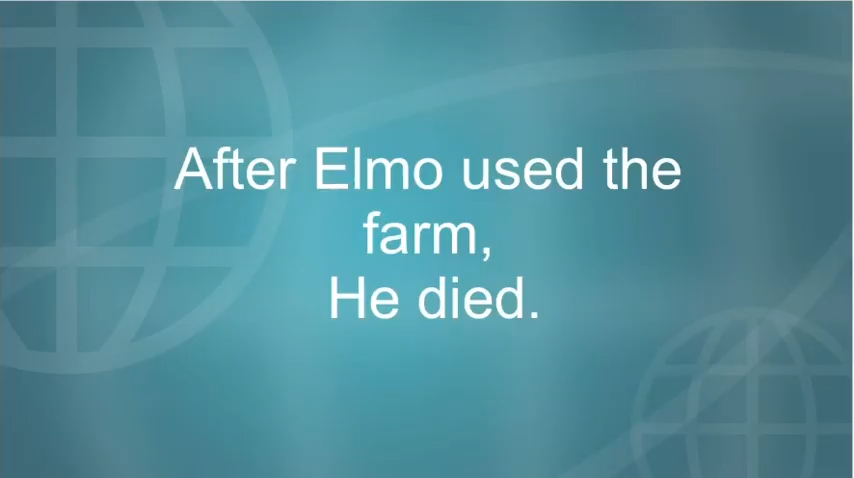 After Elmo used the
farm,
He died.